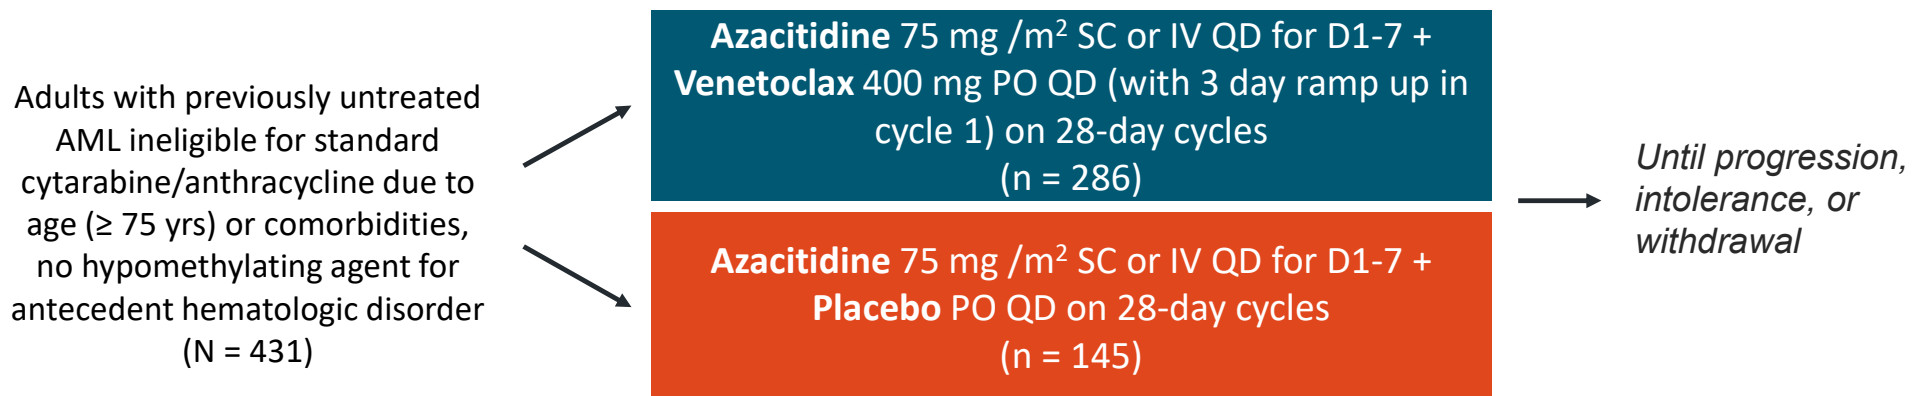 Adults with previously untreated
AML ineligible for standard
cytarabine/anthracycline due to
age (≥ 75 yrs) or comorbidities,
no hypomethylating agent for
antecedent hematologic disorder
(N = 431)
Azacitidine 75 mg /m² SC or IV QD for D1-7 +
Venetoclax 400 mg PO QD (with 3 day ramp up in
cycle 1) on 28-day cycles
(n = 286)
Azacitidine 75 mg /m² SC or IV QD for D1-7 +
Placebo PO QD on 28-day cycles
(n = 145)
Until progression,
intolerance, or
withdrawal